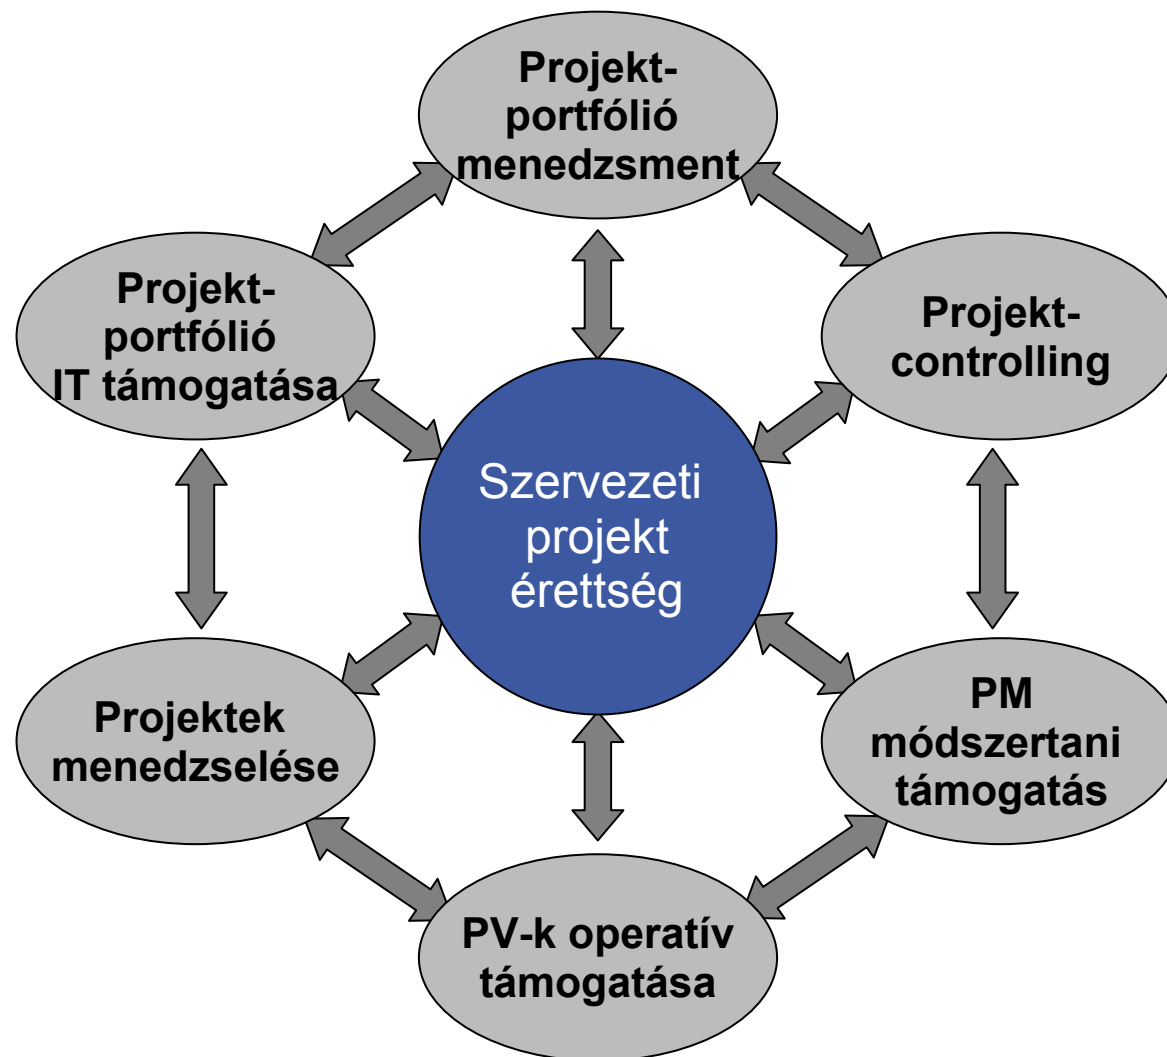 Projekt-
portfólió
menedzsment
Projekt-
portfólió
IT támogatása
Projekt-
controlling
Szervezeti
projekt
érettség
Projektek
menedzselése
PM
módszertani
támogatás
PV-k operatív
támogatása